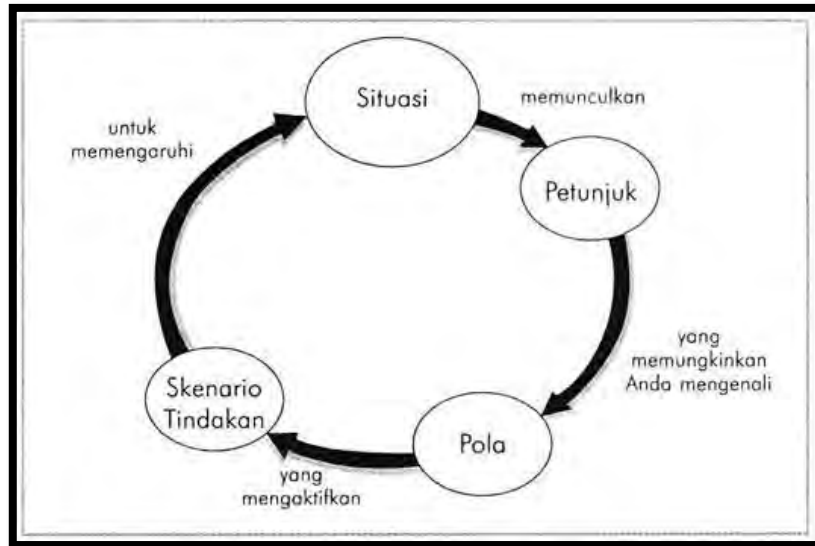 Situasi
memunculkan
Petunjuk
yang
memungkinkan
Anda mengenali
Pola
yang
mengaktifkan
Skenario
Tindakan
untuk
memengaruhi